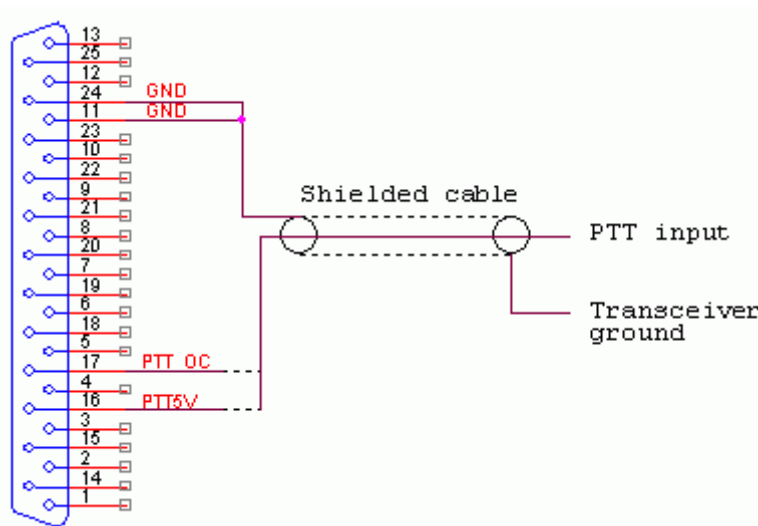 13
25
12
24 GND
11 GND
23
10
22
9
21
8
20
7
19
6
18
5
17 PTT OC
4
16 PTT5V
3
15
2
14
1
Shielded cable
PTT input
Transceiver
ground